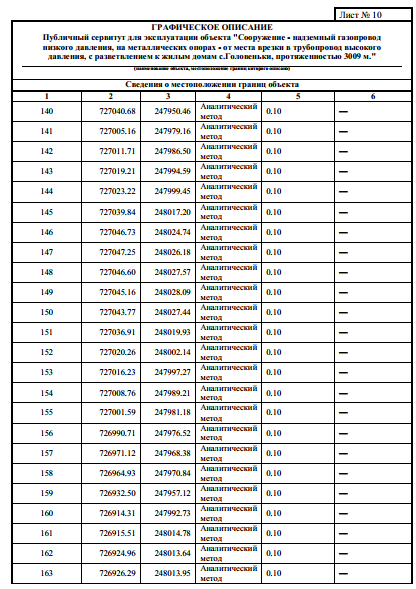 Лист № 10
ГРАФИЧЕСКОЕ ОПИСАНИЕ
Публичный сервитут для эксплуатации объекта "Сооружение - надземный газопровод
низкого давления, на металлических опорах - от места врезки в трубопровод высокого
давления, с разветвлением к жилым домам с.Головеньки, протяженностью 3009 м."
(наименование объекта, местоположение границ которого описано)
Сведения о местоположении границ объекта
1 2 3 4 5 6
140 727040.68 247950.46 Аналитический метод 0.10 —
141 727005.16 247979.16 Аналитический метод 0.10 —
142 727011.71 247986.50 Аналитический метод 0.10 —
143 727019.21 247994.59 Аналитический метод 0.10 —
144 727023.22 247999.45 Аналитический метод 0.10 —
145 727039.84 248017.20 Аналитический метод 0.10 —
146 727046.73 248024.74 Аналитический метод 0.10 —
147 727047.25 248026.18 Аналитический метод 0.10 —
148 727046.60 248027.57 Аналитический метод 0.10 —
149 727045.16 248028.09 Аналитический метод 0.10 —
150 727043.77 248027.44 Аналитический метод 0.10 —
151 727036.91 248019.93 Аналитический метод 0.10 —
152 727020.26 248002.14 Аналитический метод 0.10 —
153 727016.23 247997.27 Аналитический метод 0.10 —
154 727008.76 247989.21 Аналитический метод 0.10 —
155 727001.59 247981.18 Аналитический метод 0.10 —
156 726990.71 247976.52 Аналитический метод 0.10 —
157 726971.12 247968.38 Аналитический метод 0.10 —
158 726964.93 247970.84 Аналитический метод 0.10 —
159 726932.50 247957.12 Аналитический метод 0.10 —
160 726914.31 247992.73 Аналитический метод 0.10 —
161 726915.51 248014.78 Аналитический метод 0.10 —
162 726924.96 248013.64 Аналитический метод 0.10 —
163 726926.29 248013.95 Аналитический метод 0.10 —